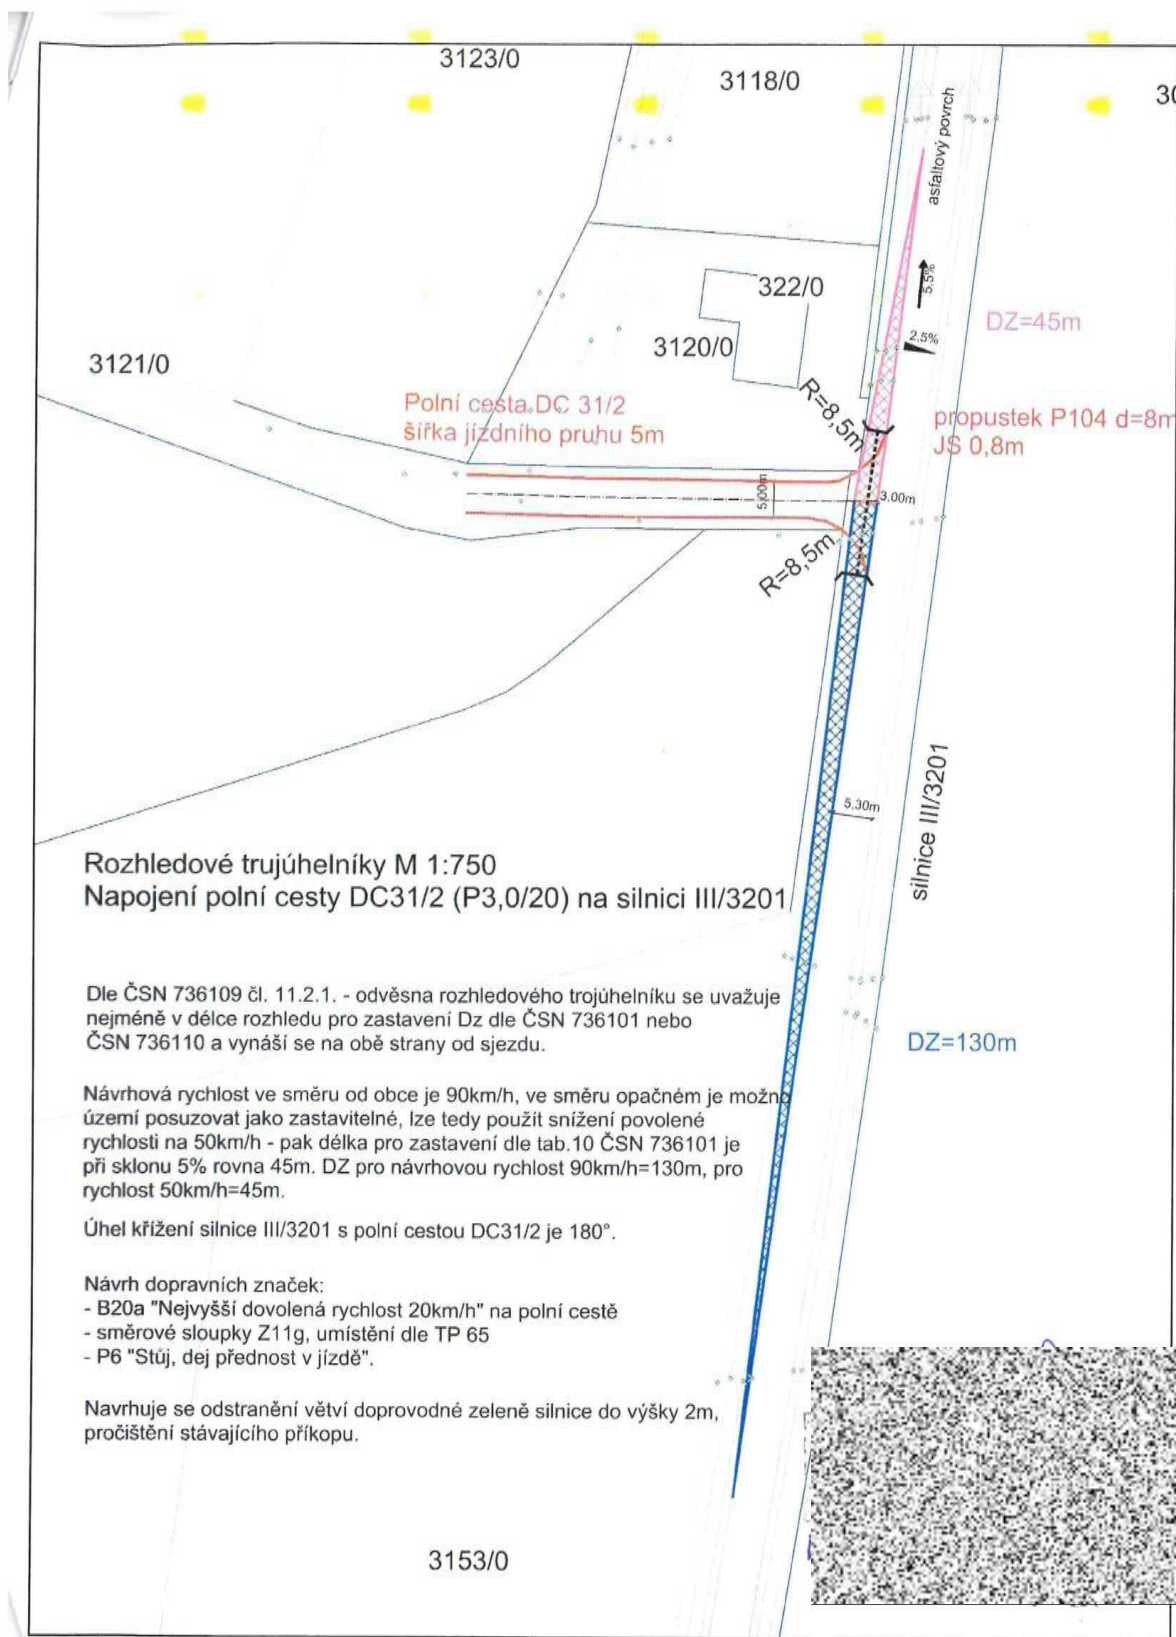 3123/0
3118/0
30
asfaltový povrch
322/0
5,5%
DZ=45m
2,5%
3120/0
3121/0
Polní cesta DC 31/2
šířka jízdního pruhu 5m
R=8,5m
propustek P104 d=8m
JS 0,8m
5,00m
3,00m
R=8,5m
5,30m
silnice III/3201
Rozhledové trujúhelníky M 1:750
Napojení polní cesty DC31/2 (P3,0/20) na silnici III/3201
Dle ČSN 736109 čl. 11.2.1. - odvěsna rozhledového trojúhelníku se uvažuje
nejméně v délce rozhledu pro zastavení Dz dle ČSN 736101 nebo
ČSN 736110 a vynáší se na obě strany od sjezdu.
DZ=130m
Návrhová rychlost ve směru od obce je 90km/h, ve směru opačném je možno
území posuzovat jako zastavitelné, lze tedy použít snížení povolené
rychlosti na 50km/h - pak délka pro zastavení dle tab.10 ČSN 736101 je
při sklonu 5% rovna 45m. DZ pro návrhovou rychlost 90km/h=130m, pro
rychlost 50km/h=45m.
Úhel křížení silnice III/3201 s polní cestou DC31/2 je 180°.
Návrh dopravních značek:
- B20a "Nejvyšší dovolená rychlost 20km/h" na polní cestě
- směrové sloupky Z11g, umístění dle TP 65
- P6 "Stůj, dej přednost v jízdě".
Navrhuje se odstranění větví doprovodné zeleně silnice do výšky 2m,
pročištění stávajícího příkopu.
3153/0